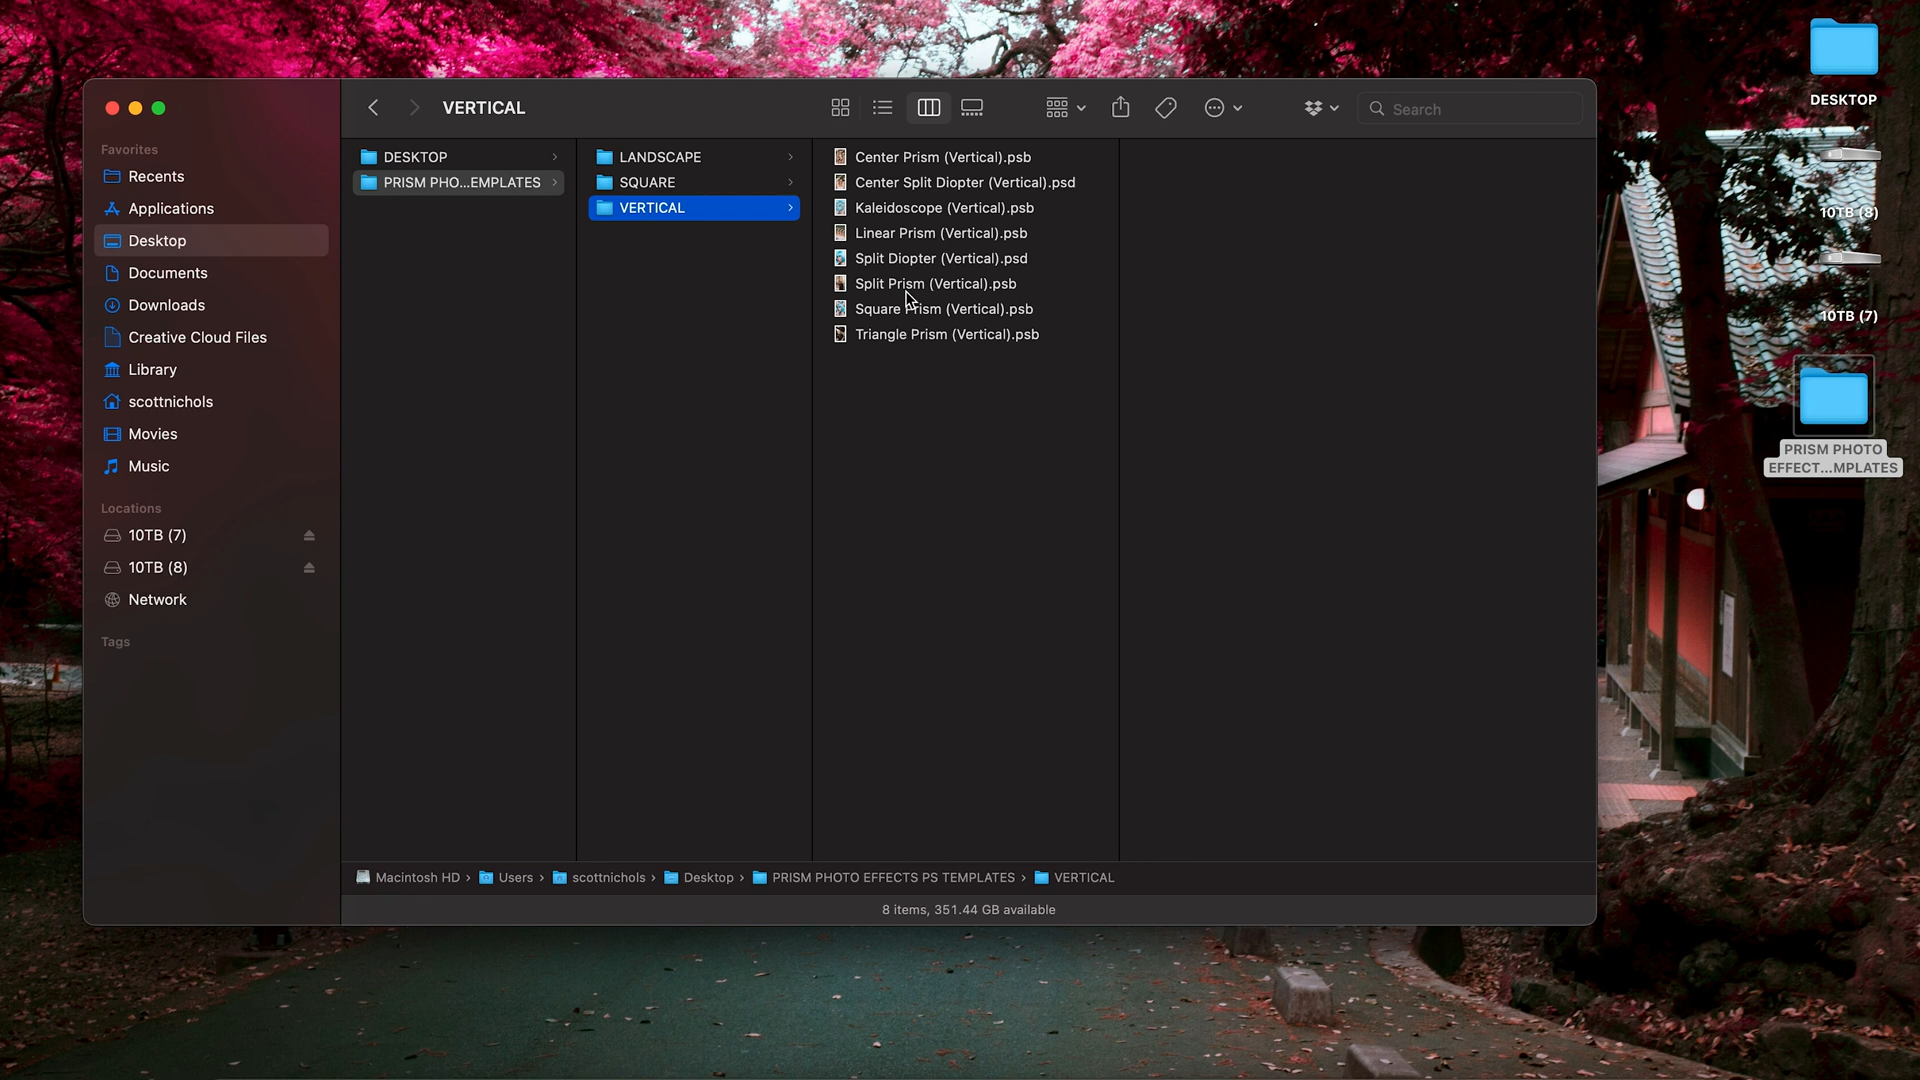 VERTICAL
Search
Favorites
Recents
Applications
Desktop
Documents
Downloads
Creative Cloud Files
Library
scottnichols
Movies
Music
Locations
10TB (7)
10TB (8)
Network
Tags
DESKTOP
PRISM PHO...EMPLATES
LANDSCAPE
SQUARE
VERTICAL
Center Prism (Vertical).psb
Center Split Diopter (Vertical).psd
Kaleidoscope (Vertical).psb
Linear Prism (Vertical).psb
Split Diopter (Vertical).psd
Split Prism (Vertical).psb
Square Prism (Vertical).psb
Triangle Prism (Vertical).psb
Macintosh HD › Users › scottnichols › Desktop › PRISM PHOTO EFFECTS PS TEMPLATES › VERTICAL
8 items, 351.44 GB available
DESKTOP
10TB (8)
10TB (7)
PRISM PHOTO
EFFECT...MPLATES